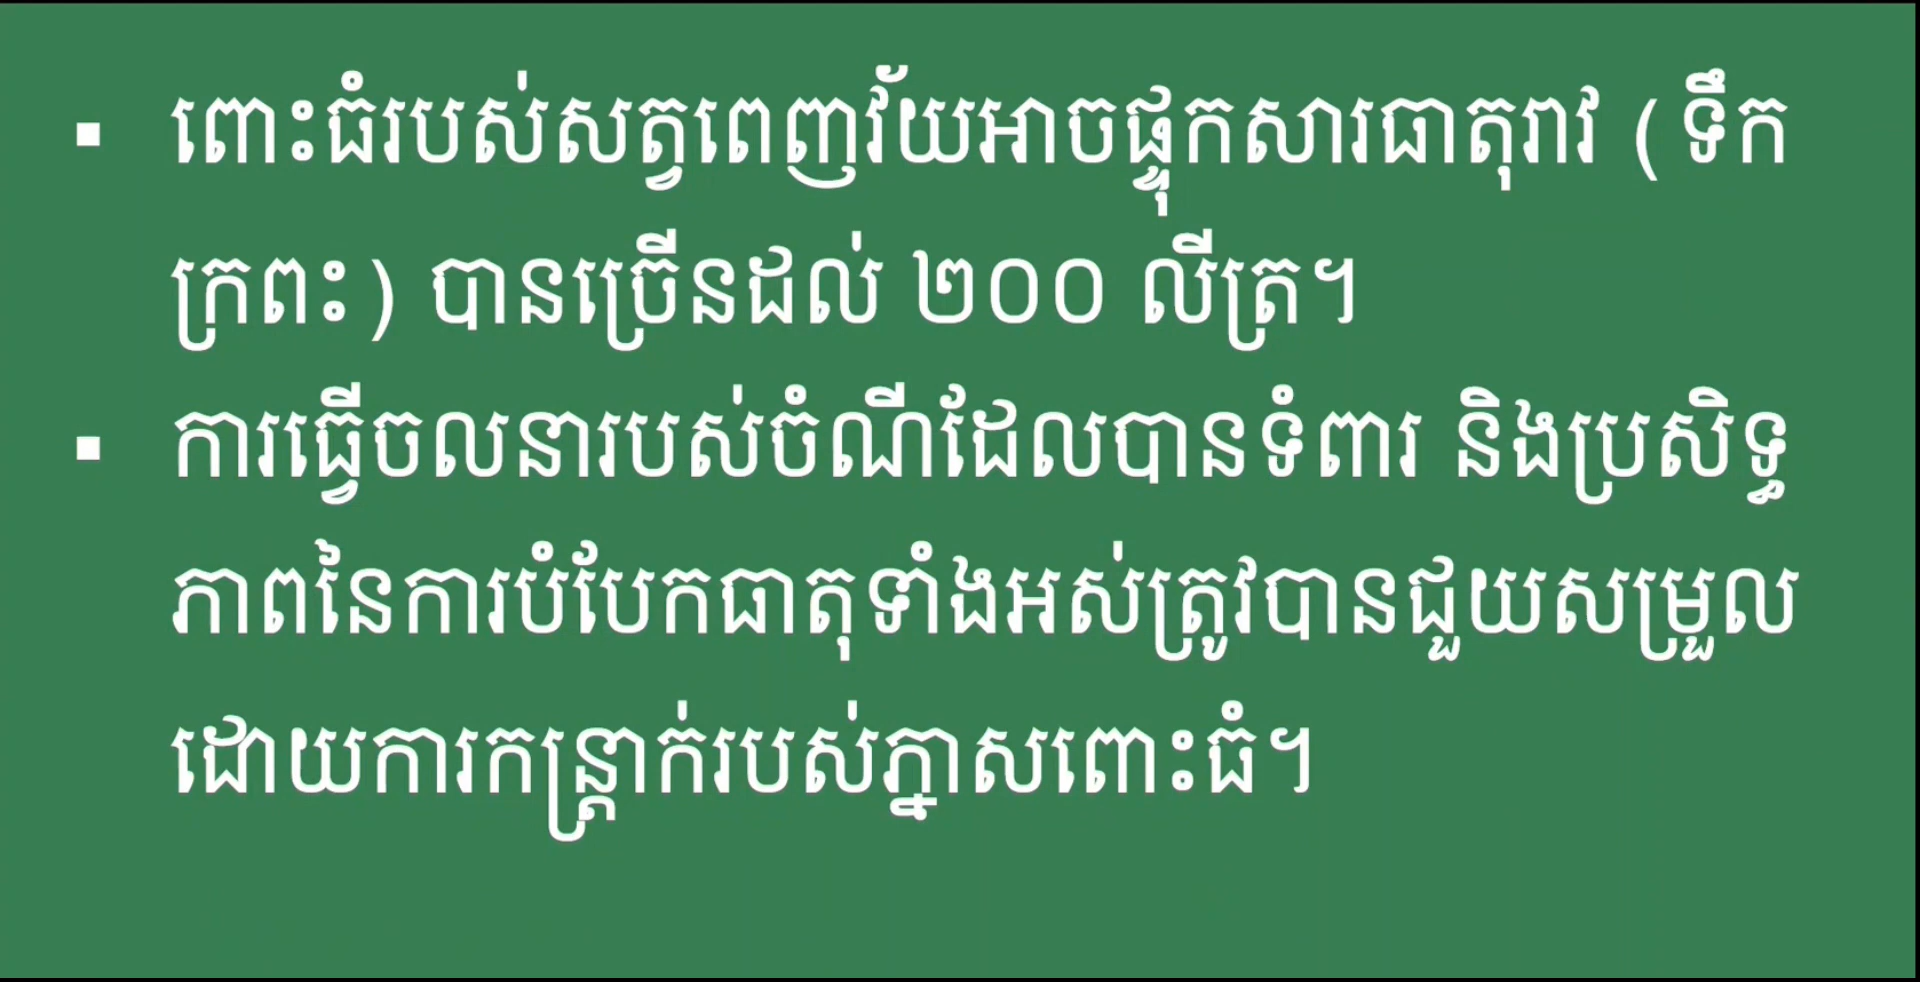 ▪ ពោះធំរបស់សត្វពេញវ័យអាចផ្ទុកសារធាតុរាវ (ទឹក
ក្រពះ) បានច្រើនដល់ ២០០ លីត្រ។
▪ ការធ្វើចលនារបស់ចំណីដែលបានទំពារ និងប្រសិទ្ធ
ភាពនៃការបំបែកធាតុទាំងអស់ត្រូវបានជួយសម្រួល
ដោយការកន្ត្រាក់របស់ភ្នាសពោះធំ។